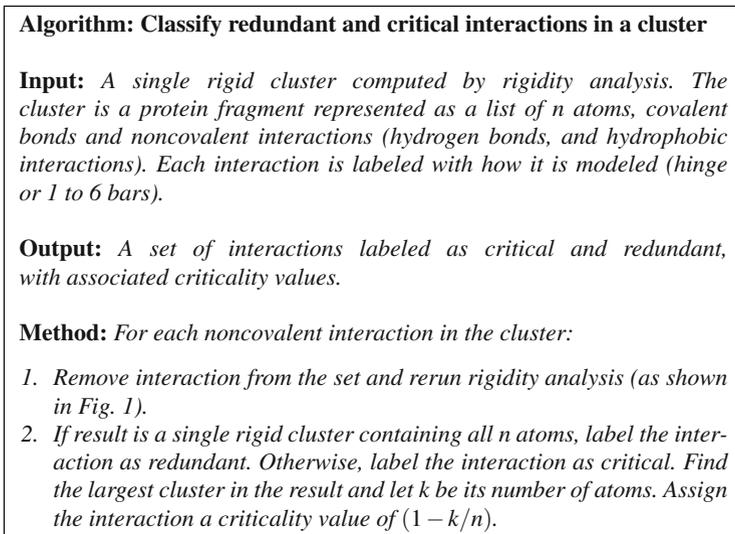 Algorithm: Classify redundant and critical interactions in a cluster
Input: A single rigid cluster computed by rigidity analysis. The
cluster is a protein fragment represented as a list of n atoms, covalent
bonds and noncovalent interactions (hydrogen bonds, and hydrophobic
interactions). Each interaction is labeled with how it is modeled (hinge
or 1 to 6 bars).
Output: A set of interactions labeled as critical and redundant,
with associated criticality values.
Method: For each noncovalent interaction in the cluster:
1. Remove interaction from the set and rerun rigidity analysis (as shown
in Fig. 1).
2. If result is a single rigid cluster containing all n atoms, label the inter-
action as redundant. Otherwise, label the interaction as critical. Find
the largest cluster in the result and let k be its number of atoms. Assign
the interaction a criticality value of (1 − k/n).